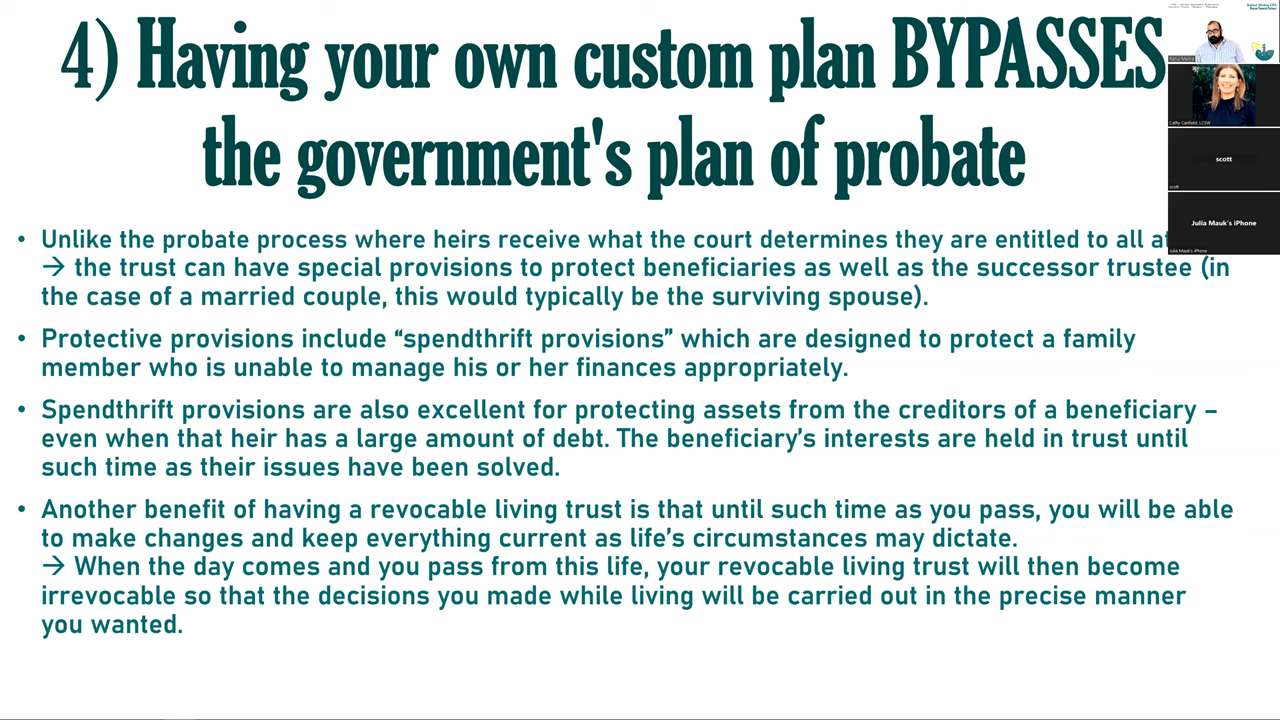 4) Having your own custom plan BYPASSES
the government's plan of probate
• Unlike the probate process where heirs receive what the court determines they are entitled to all at
→ the trust can have special provisions to protect beneficiaries as well as the successor trustee (in
the case of a married couple, this would typically be the surviving spouse).
• Protective provisions include “spendthrift provisions” which are designed to protect a family
member who is unable to manage his or her finances appropriately.
• Spendthrift provisions are also excellent for protecting assets from the creditors of a beneficiary –
even when that heir has a large amount of debt. The beneficiary’s interests are held in trust until
such time as their issues have been solved.
• Another benefit of having a revocable living trust is that until such time as you pass, you will be able
to make changes and keep everything current as life’s circumstances may dictate.
→ When the day comes and you pass from this life, your revocable living trust will then become
irrevocable so that the decisions you made while living will be carried out in the precise manner
you wanted.
Cathy Canfield, LCSW
scott
scott
Julia Mauk's iPhone
Julia Mauk's iPhone